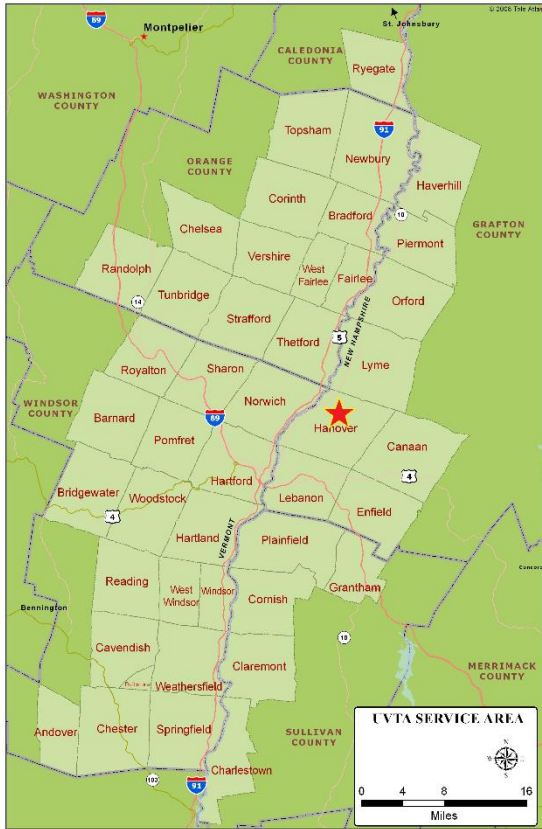 © 2008 Tele Atlas
89
Montpelier
St. Johnsbury
CALEDONIA
COUNTY
Ryegate
WASHINGTON
COUNTY
Topsham
91
Newbury
ORANGE
COUNTY
Haverhill
Corinth
Bradford
10
Chelsea
GRAFTON
COUNTY
Piermont
Vershire
West
Fairlee
Fairlee
Randolph
Tunbridge
Orford
14
Strafford
5
Thetford
NEW HAMPSHIRE
Lyme
Royalton
Sharon
WINDSOR
COUNTY
Norwich
Barnard
89
Hanover
Pomfret
Canaan
Hartford
4
Bridgewater
Woodstock
Lebanon
Enfield
4
Hartland
VERMONT
Plainfield
Reading
West
Windsor
Windsor
Grantham
Cornish
Bennington
10
Cavendish
MERRIMACK
COUNTY
Claremont
Weathersfield
Andover
Chester
Springfield
SULLIVAN
COUNTY
Charlestown
103
91
UVTA SERVICE AREA
N
0 4 8 16
Miles